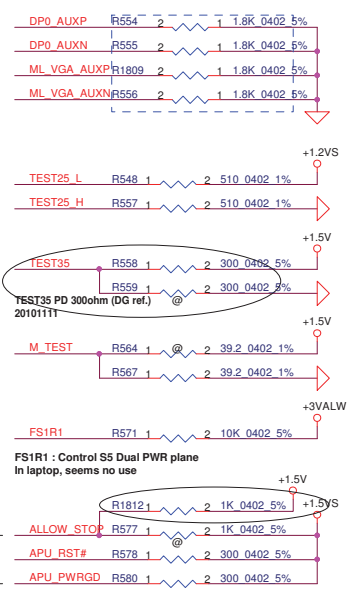 DP0_AUXP R554 2 1 1.8K_0402_5%
DP0_AUXN R555 2 1 1.8K_0402_5%
ML_VGA_AUXP R1809 2 1 1.8K_0402_5%
ML_VGA_AUXN R556 2 1 1.8K_0402_5%
+1.2VS
TEST25_L R548 1 2 510_0402_1%
TEST25_H R557 1 2 510_0402_1%
+1.5V
TEST35 R558 1 2 300_0402_5%
R559 1 2 300_0402_5%
TEST35 PD 300ohm (DG ref.) @
20101111
+1.5V
M_TEST R564 1 @ 2 39.2_0402_1%
R567 1 2 39.2_0402_1%
+3VALW
FS1R1 R571 1 2 10K_0402_5%
FS1R1 : Control S5 Dual PWR plane
In laptop, seems no use
+1.5V
R1812 1 2 1K_0402_5% +1.5VS
ALLOW_STOP R577 1 2 1K_0402_5%
@
APU_RST# R578 1 2 300_0402_5%
APU_PWRGD R580 1 2 300_0402_5%